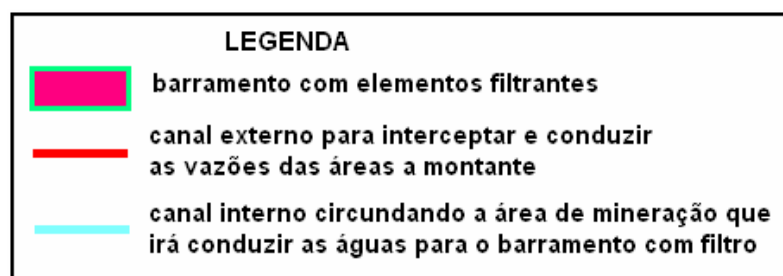 LEGENDA
barramento com elementos filtrantes
canal externo para interceptar e conduzir
as vazões das áreas a montante
canal interno circundando a área de mineração que
irá conduzir as águas para o barramento com filtro